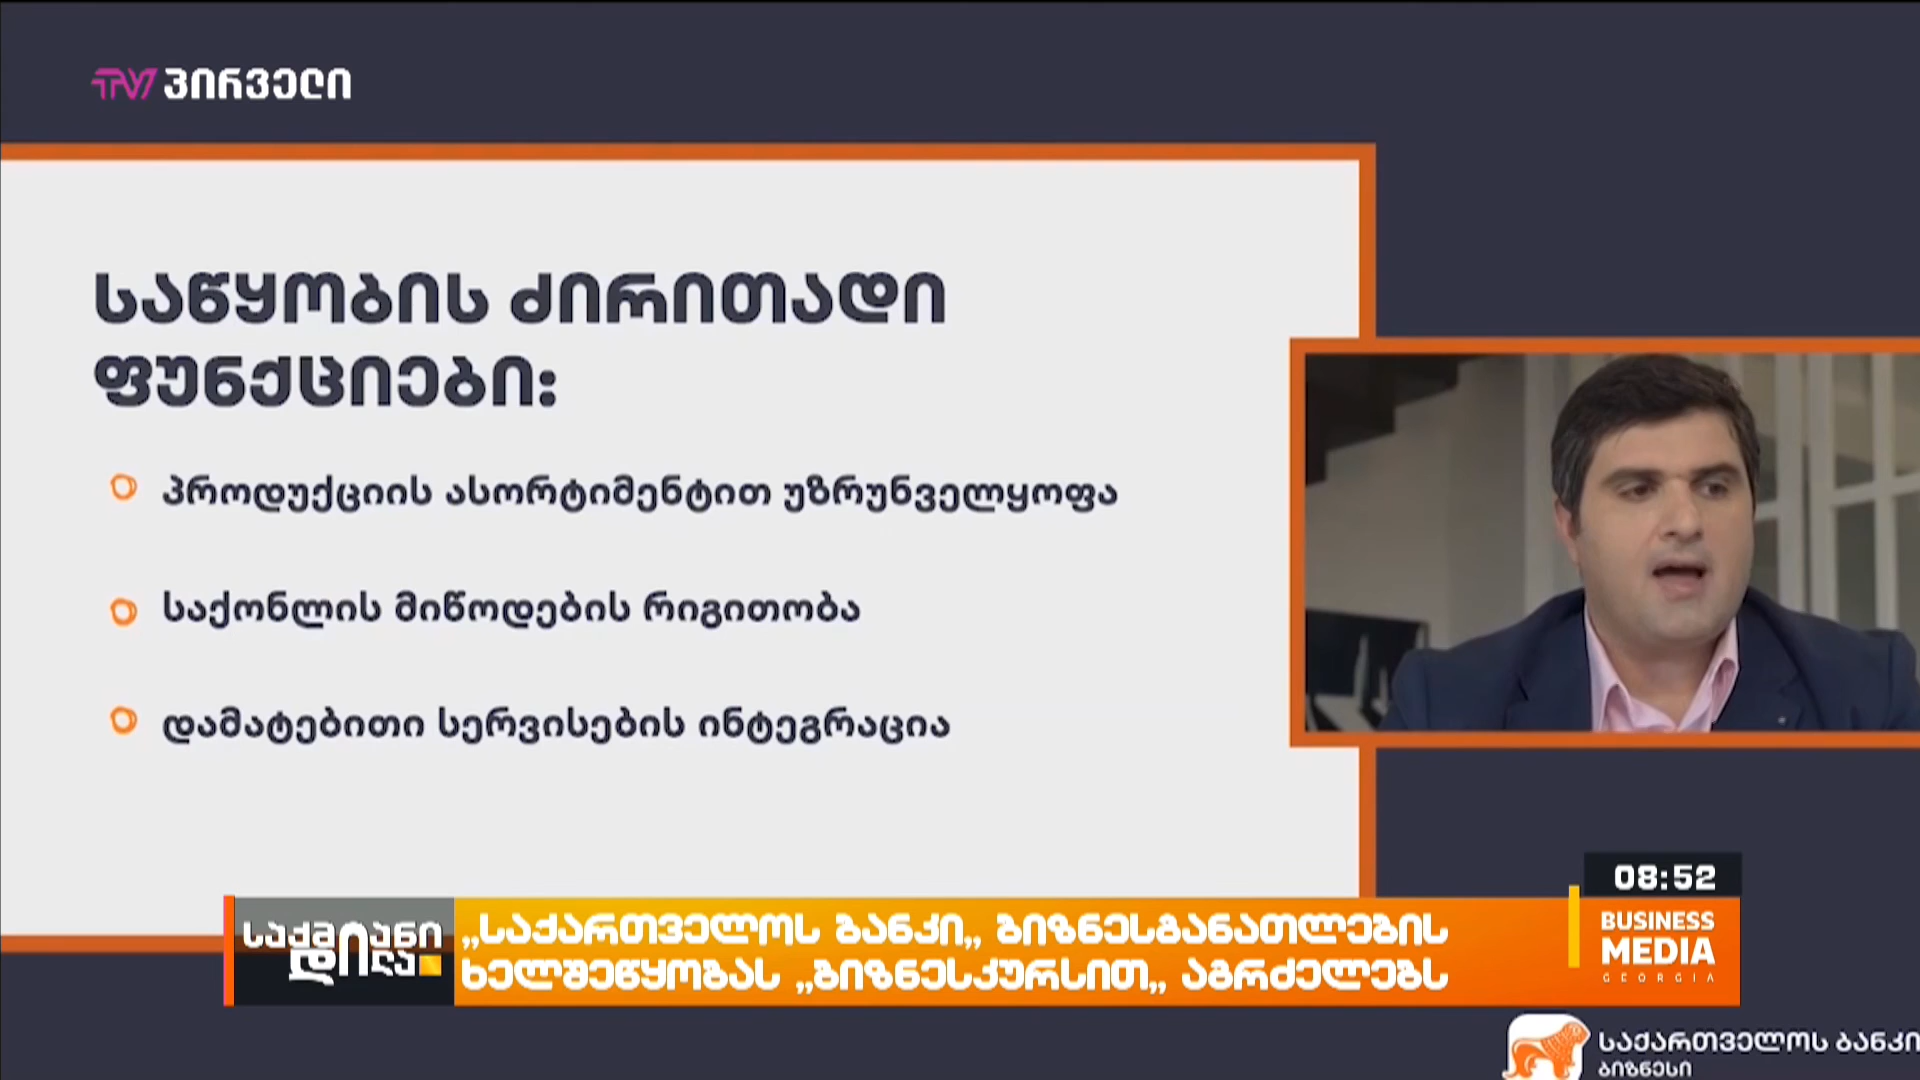 TV ᲞᲘᲠᲕᲔᲚᲘ
ᲡᲐᲬᲧᲝᲑᲘᲡ ᲫᲘᲠᲘᲗᲐᲓᲘ
ᲤᲣᲜᲥᲪᲘᲔᲑᲘ:
პროდუქციის ასორტიმენტით უზრუნველყოფა
საქონლის მიწოდების რიგითობა
დამატებითი სერვისების ინტეგრაცია
08:52
ᲡᲐᲥᲛᲘᲐᲜᲘ
ᲓᲘᲚᲐ
„ᲡᲐᲥᲐᲠᲗᲕᲔᲚᲝᲡ ᲑᲐᲜᲙᲘ„ ᲑᲘᲖᲜᲔᲡᲒᲐᲜᲐᲗᲚᲔᲑᲘᲡ
ᲮᲔᲚᲨᲔᲬᲧᲝᲑᲐᲡ „ᲑᲘᲖᲜᲔᲡᲙᲣᲠᲡᲘᲗ„ ᲐᲒᲠᲫᲔᲚᲔᲑᲡ
BUSINESS
MEDIA
GEORGIA
ᲡᲐᲥᲐᲠᲗᲕᲔᲚᲝᲡ ᲑᲐᲜᲙᲘ
ᲑᲘᲖᲜᲔᲡᲘ